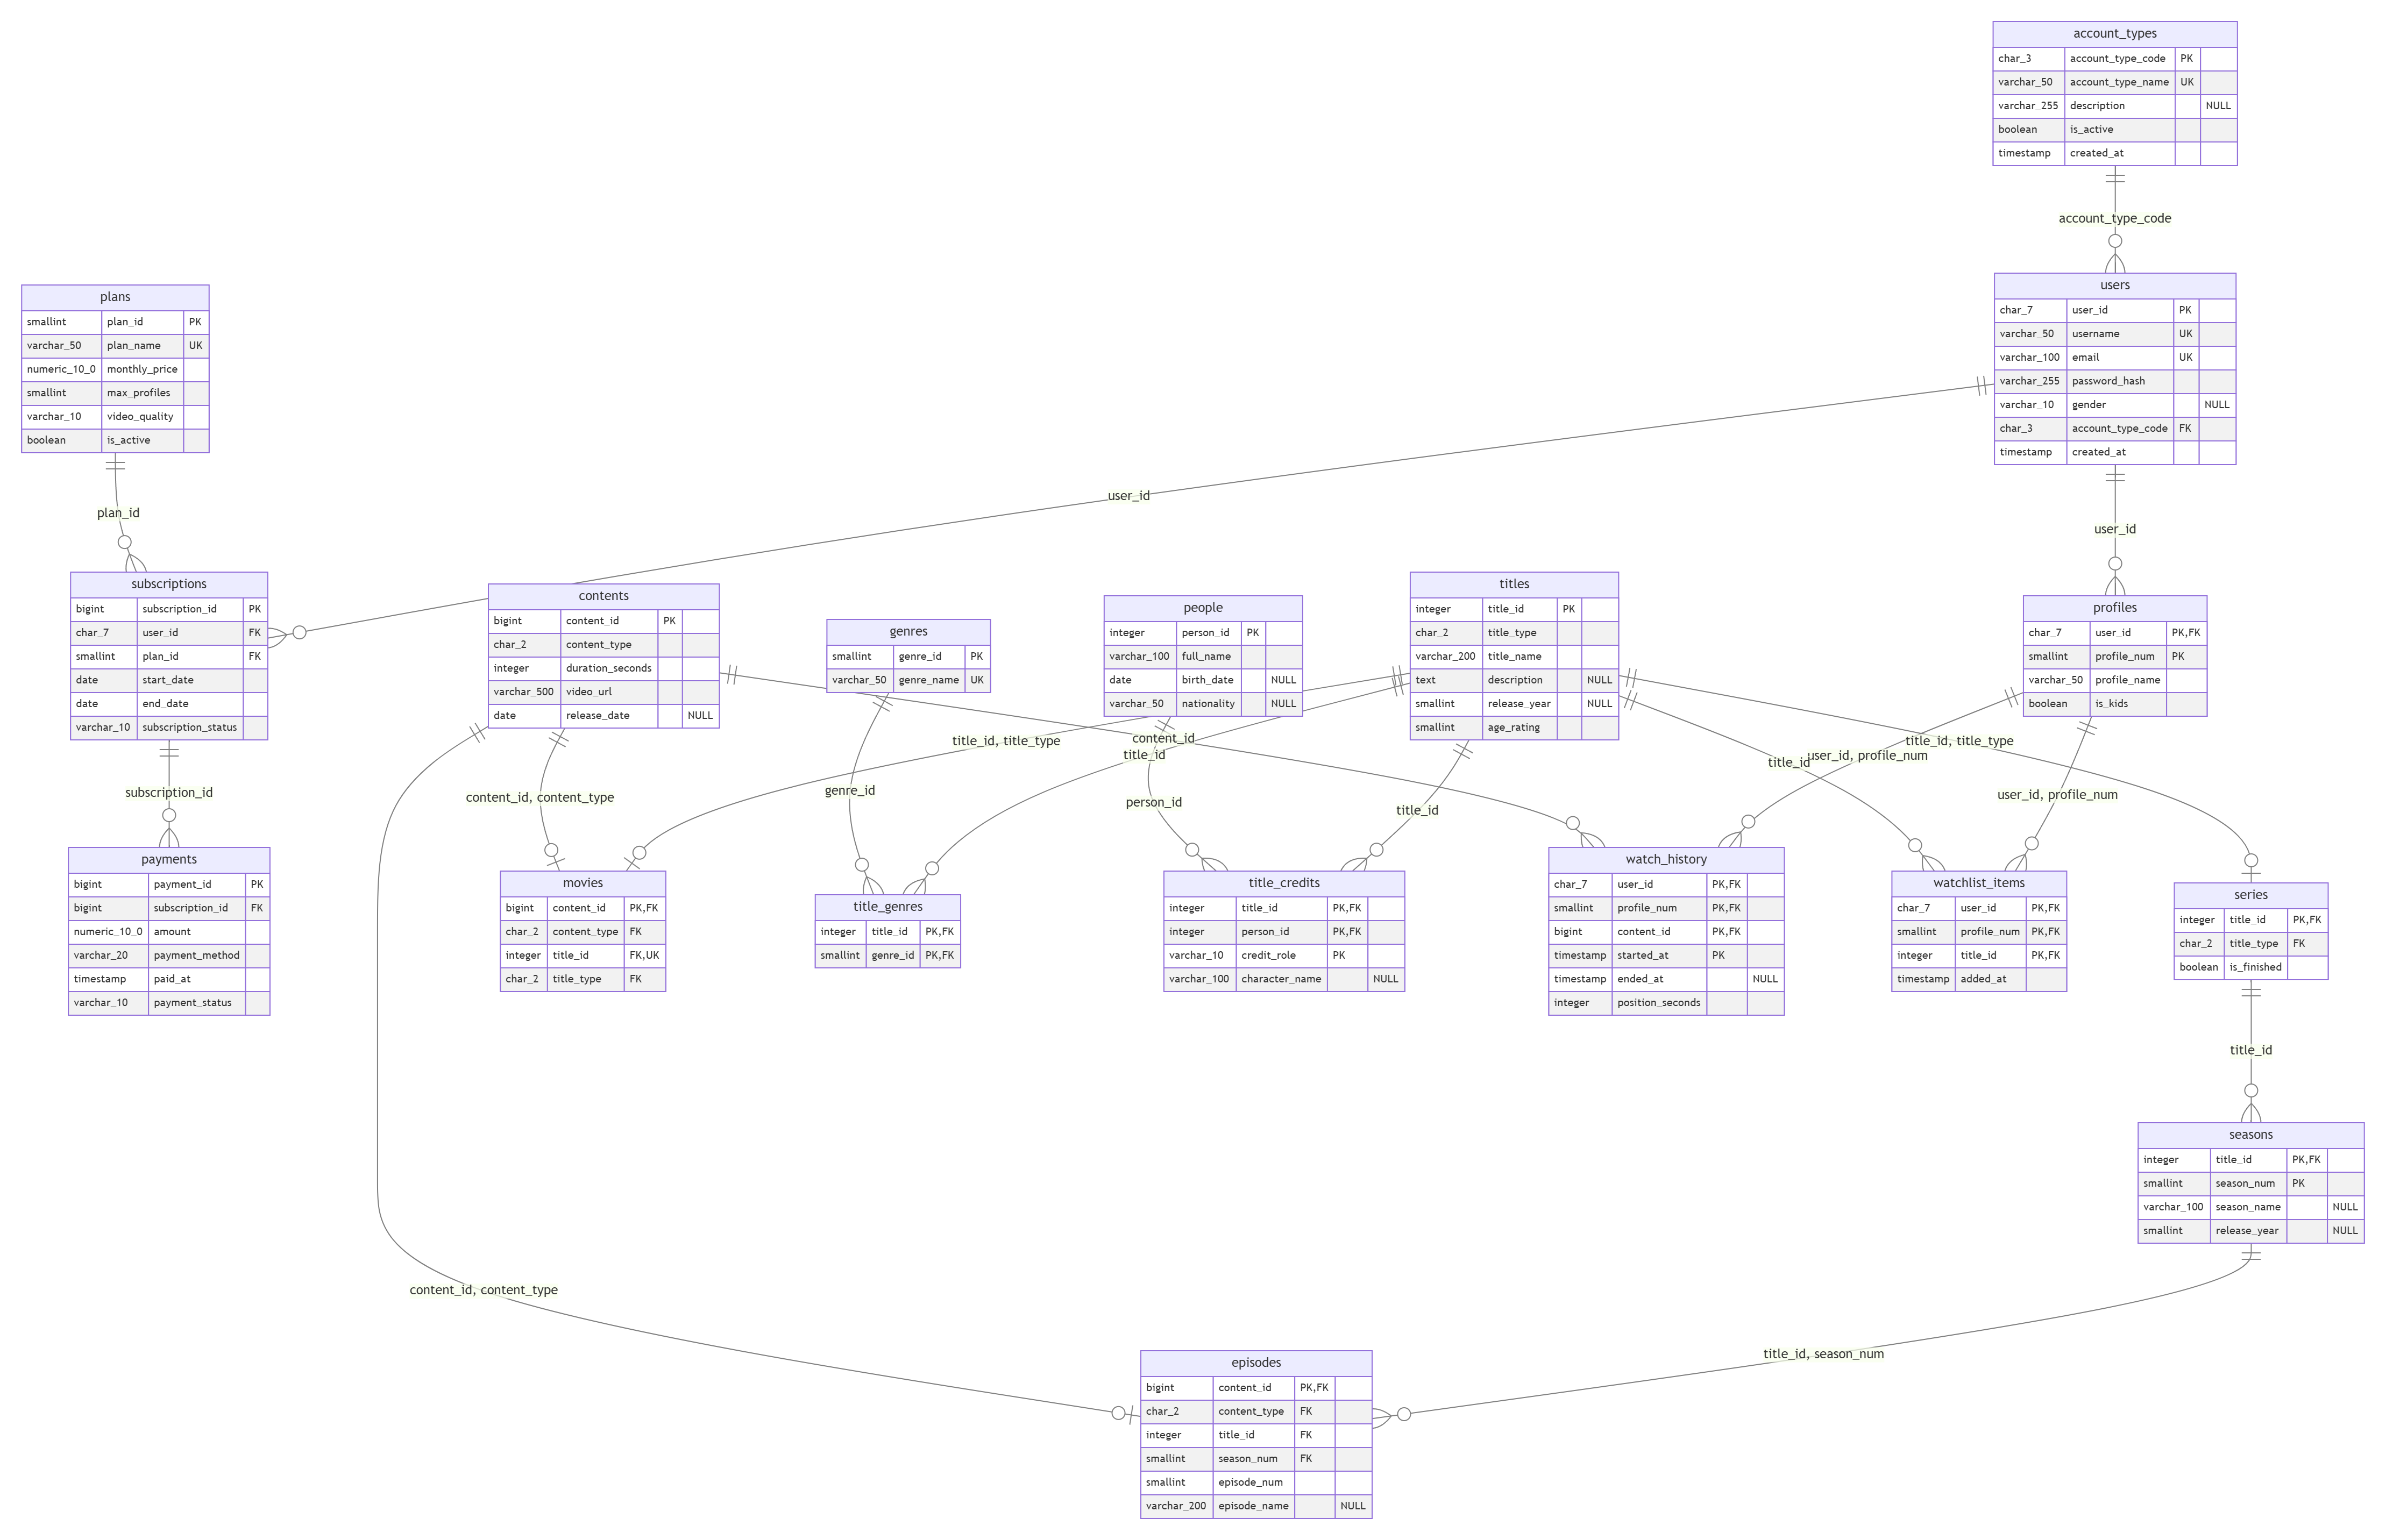 account_types
char_3 account_type_code PK
varchar_50 account_type_name UK
varchar_255 description NULL
boolean is_active
timestamp created_at
account_type_code
plans
smallint plan_id PK
varchar_50 plan_name UK
numeric_10_0 monthly_price
smallint max_profiles
varchar_10 video_quality
boolean is_active
users
char_7 user_id PK
varchar_50 username UK
varchar_100 email UK
varchar_255 password_hash
varchar_10 gender NULL
char_3 account_type_code FK
timestamp created_at
user_id
plan_id
user_id
subscriptions
bigint subscription_id PK
char_7 user_id FK
smallint plan_id FK
date start_date
date end_date
varchar_10 subscription_status
contents
bigint content_id PK
char_2 content_type
integer duration_seconds
varchar_500 video_url
date release_date NULL
genres
smallint genre_id PK
varchar_50 genre_name UK
people
integer person_id PK
varchar_100 full_name
date birth_date NULL
varchar_50 nationality NULL
titles
integer title_id PK
char_2 title_type
varchar_200 title_name
text description NULL
smallint release_year NULL
smallint age_rating
profiles
char_7 user_id PK,FK
smallint profile_num PK
varchar_50 profile_name
boolean is_kids
subscription_id
content_id, content_type
genre_id
title_id, title_type
content_id
title_id
person_id
title_id
title_id
user_id, profile_num
title_id, title_type
user_id, profile_num
payments
bigint payment_id PK
bigint subscription_id FK
numeric_10_0 amount
varchar_20 payment_method
timestamp paid_at
varchar_10 payment_status
movies
bigint content_id PK,FK
char_2 content_type FK
integer title_id FK,UK
char_2 title_type FK
title_genres
integer title_id PK,FK
smallint genre_id PK,FK
title_credits
integer title_id PK,FK
integer person_id PK,FK
varchar_10 credit_role PK
varchar_100 character_name NULL
watch_history
char_7 user_id PK,FK
smallint profile_num PK,FK
bigint content_id PK,FK
timestamp started_at PK
timestamp ended_at NULL
integer position_seconds
watchlist_items
char_7 user_id PK,FK
smallint profile_num PK,FK
integer title_id PK,FK
timestamp added_at
series
integer title_id PK,FK
char_2 title_type FK
boolean is_finished
title_id
seasons
integer title_id PK,FK
smallint season_num PK
varchar_100 season_name NULL
smallint release_year NULL
content_id, content_type
title_id, season_num
episodes
bigint content_id PK,FK
char_2 content_type FK
integer title_id FK
smallint season_num FK
smallint episode_num
varchar_200 episode_name NULL